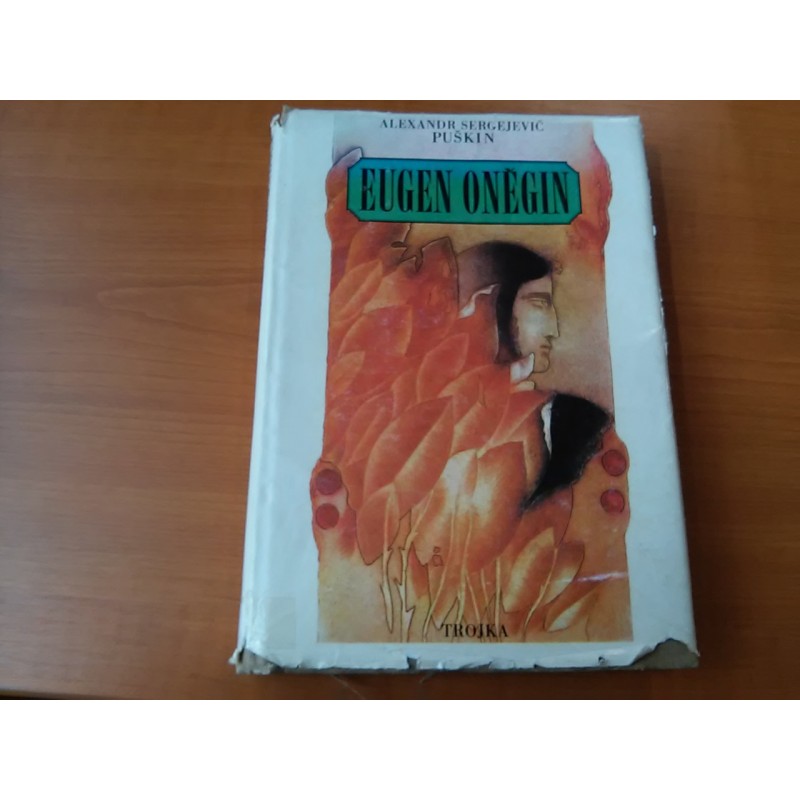 ALEXANDR SERGEJEVIČ
PUŠKIN
EUGEN ONĚGIN
TROJKA